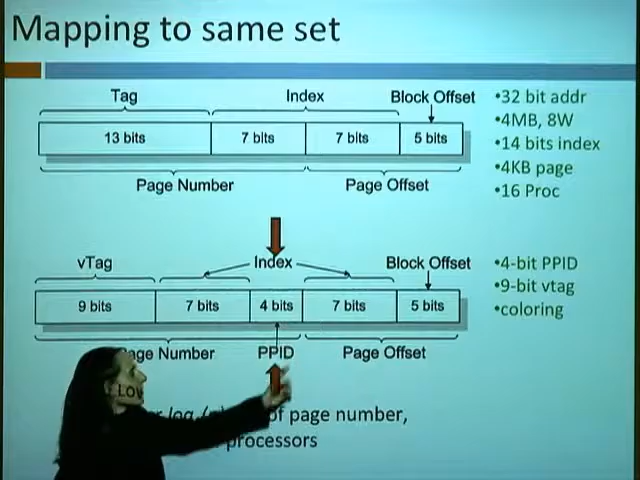 Mapping to same set
Tag Index Block Offset
13 bits 7 bits 7 bits 5 bits
Page Number Page Offset
•32 bit addr
•4MB, 8W
•14 bits index
•4KB page
•16 Proc
vTag Index Block Offset
9 bits 7 bits 4 bits 7 bits 5 bits
age Number PPID Page Offset
•4-bit PPID
•9-bit vtag
•coloring
Lov
of page number,
processors